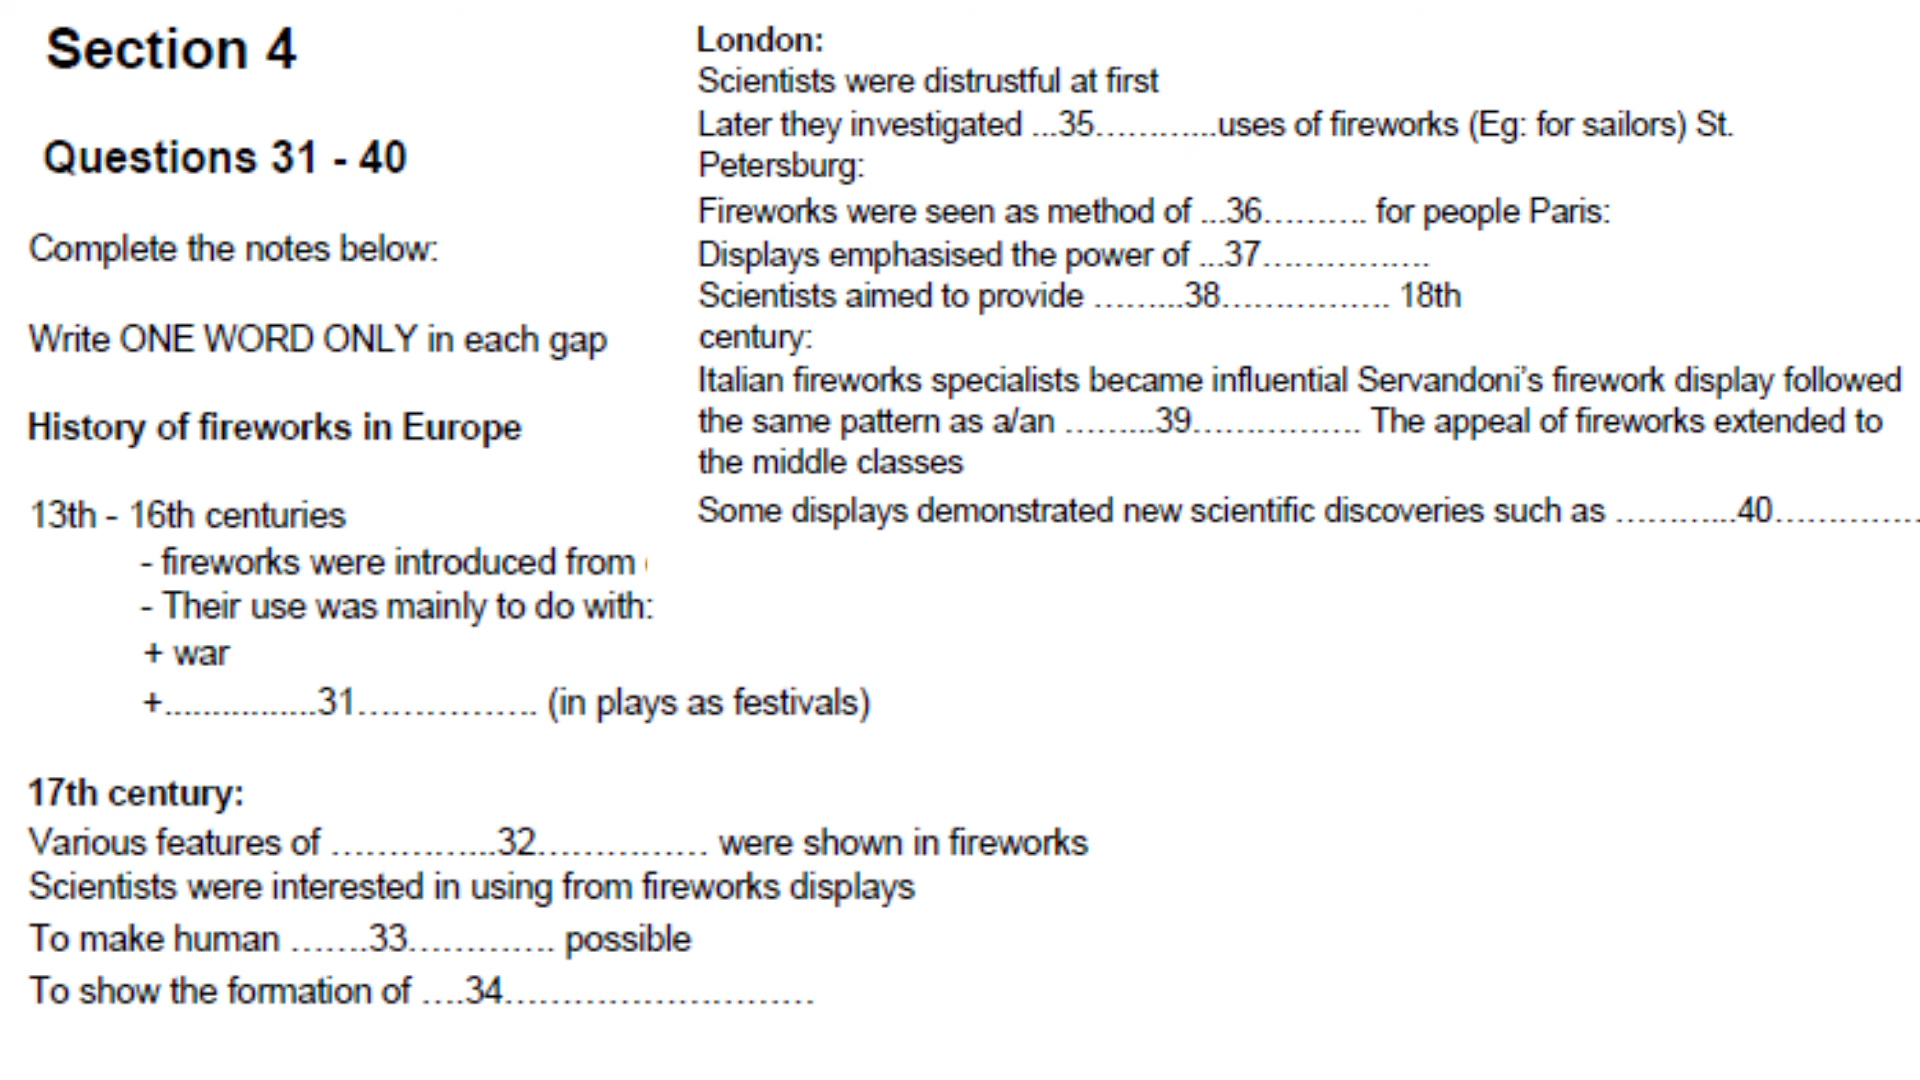 Section 4
Questions 31 - 40
Complete the notes below:
Write ONE WORD ONLY in each gap
History of fireworks in Europe
13th - 16th centuries
- fireworks were introduced from
- Their use was mainly to do with:
+ war
+................31................. (in plays as festivals)
17th century:
Various features of ...............32................ were shown in fireworks
Scientists were interested in using from fireworks displays
To make human .......33.............. possible
To show the formation of ....34.............................
London:
Scientists were distrustful at first
Later they investigated ...35............uses of fireworks (Eg: for sailors) St.
Petersburg:
Fireworks were seen as method of ...36.......... for people Paris:
Displays emphasised the power of ...37................
Scientists aimed to provide .........38................ 18th
century:
Italian fireworks specialists became influential Servandoni’s firework display followed
the same pattern as a/an .........39................ The appeal of fireworks extended to
the middle classes
Some displays demonstrated new scientific discoveries such as ............40..............